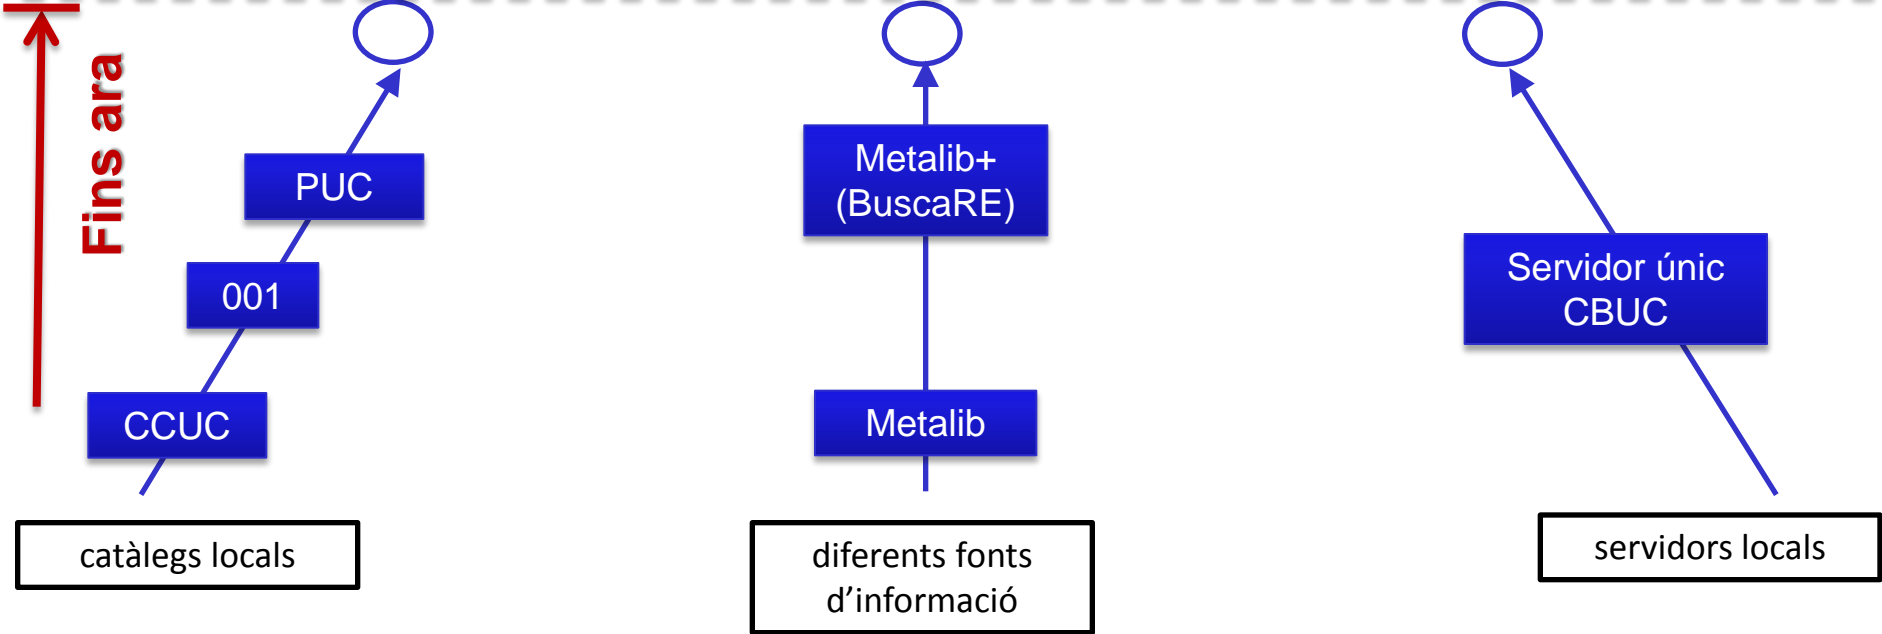 Fins ara
PUC
001
CCUC
catàlegs locals
Metalib+
(BuscaRE)
Metalib
diferents fonts
d’informació
Servidor únic
CBUC
servidors locals